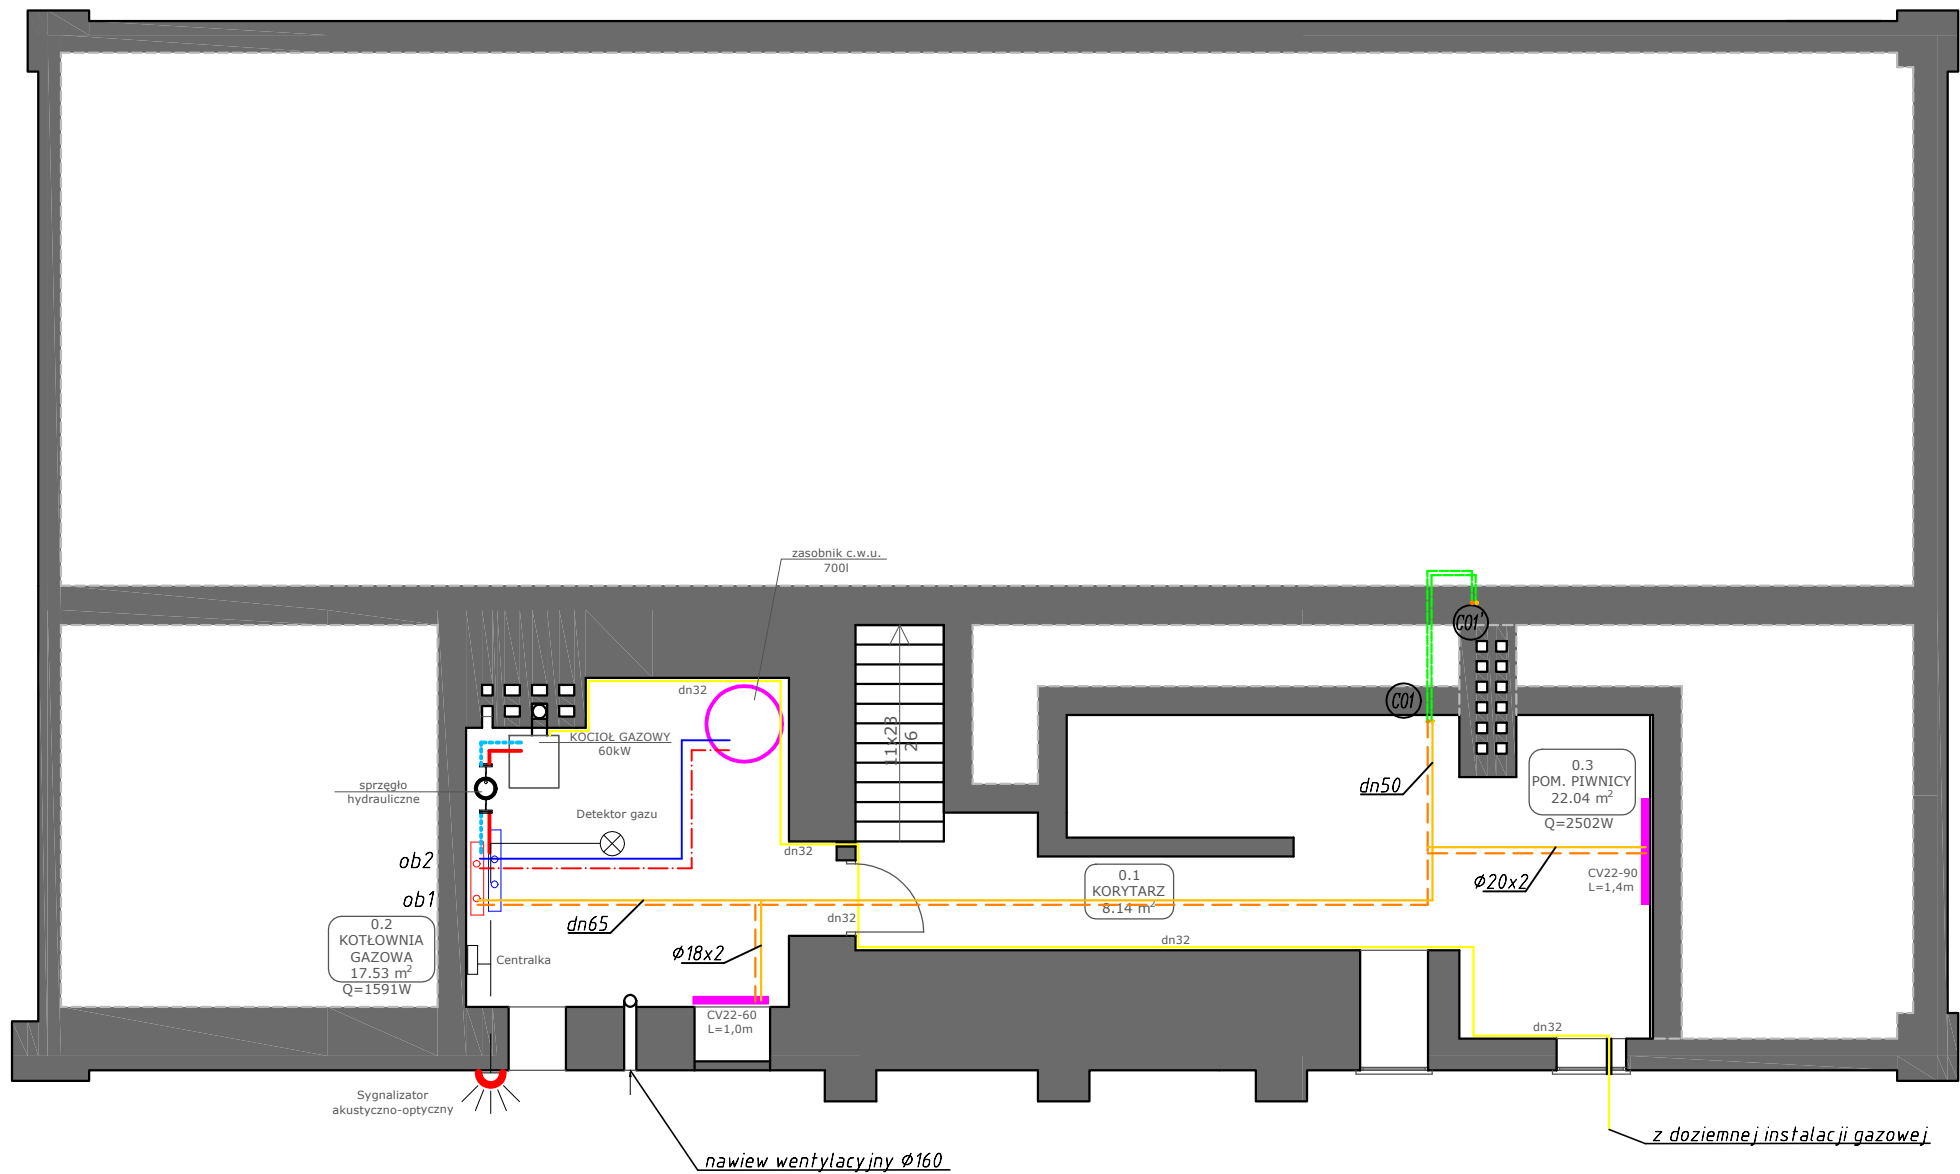 zasobnik c.w.u.
700l
C01'
dn32
C01
11x28
26
KOCIOŁ GAZOWY
60kW
sprzęgło
hydrauliczne
dn50
0.3
POM. PIWNICY
22.04 m²
Q=2502W
Detektor gazu
dn32
ob2
CV22-90
L=1,4m
Φ20x2
0.1
KORYTARZ
8.14 m²
ob1
dn65
dn32
dn32
0.2
KOTŁOWNIA
GAZOWA
17.53 m²
Q=1591W
Φ18x2
Centralka
CV22-60
L=1,0m
dn32
Sygnalizator
akustyczno-optyczny
z doziemnej instalacji gazowej
nawiew wentylacyjny Φ160